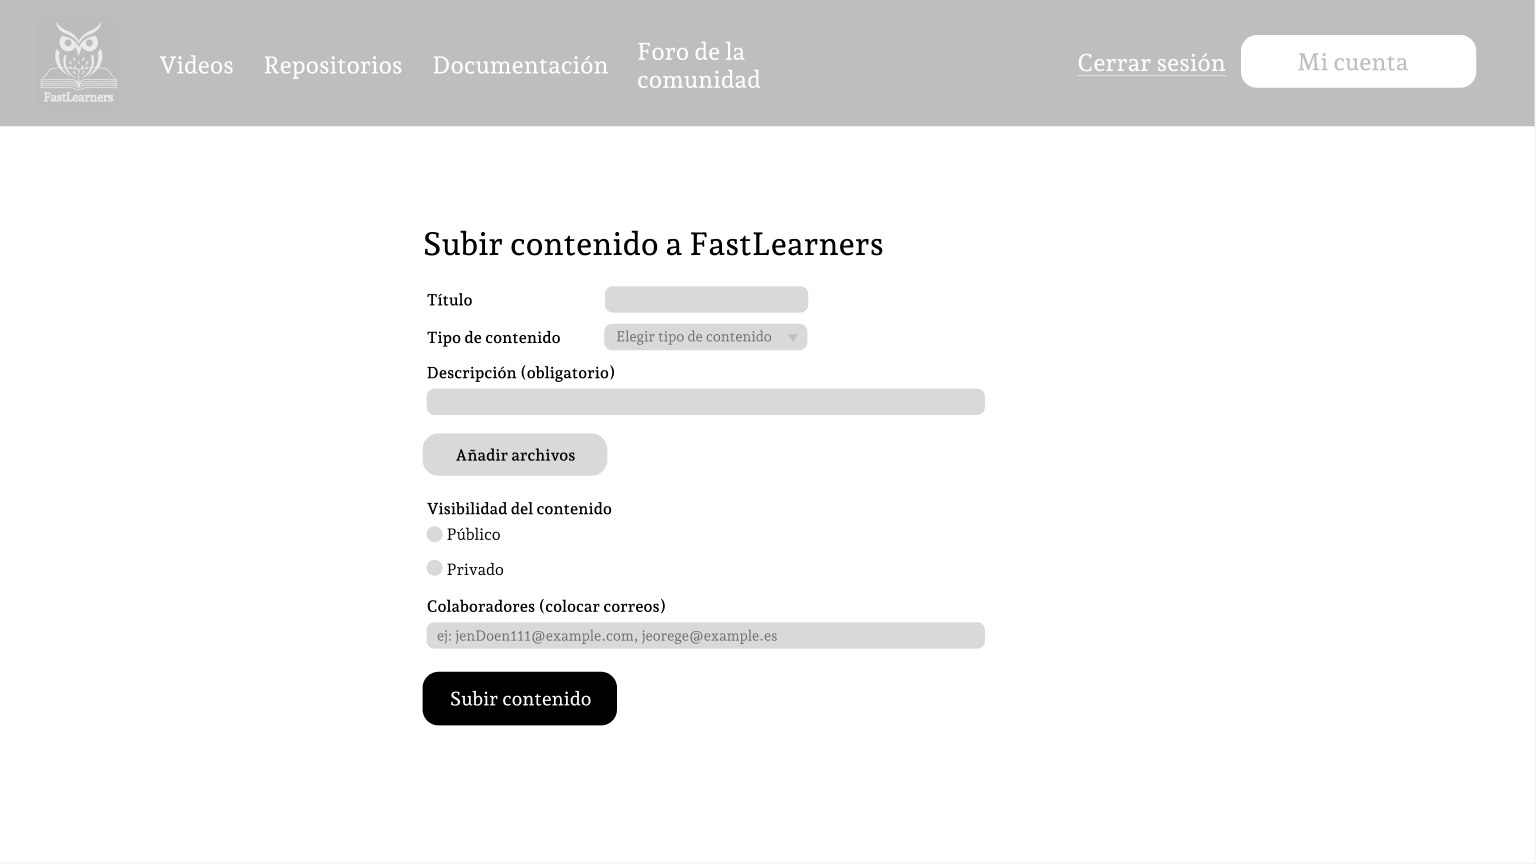 FastLearners
Videos
Repositorios
Documentación
Foro de la
comunidad
Cerrar sesión
Mi cuenta
Subir contenido a FastLearners
Título
Tipo de contenido
Elegir tipo de contenido
Descripción (obligatorio)
Añadir archivos
Visibilidad del contenido
Público
Privado
Colaboradores (colocar correos)
ej: jenDoen111@example.com, jeorege@example.es
Subir contenido